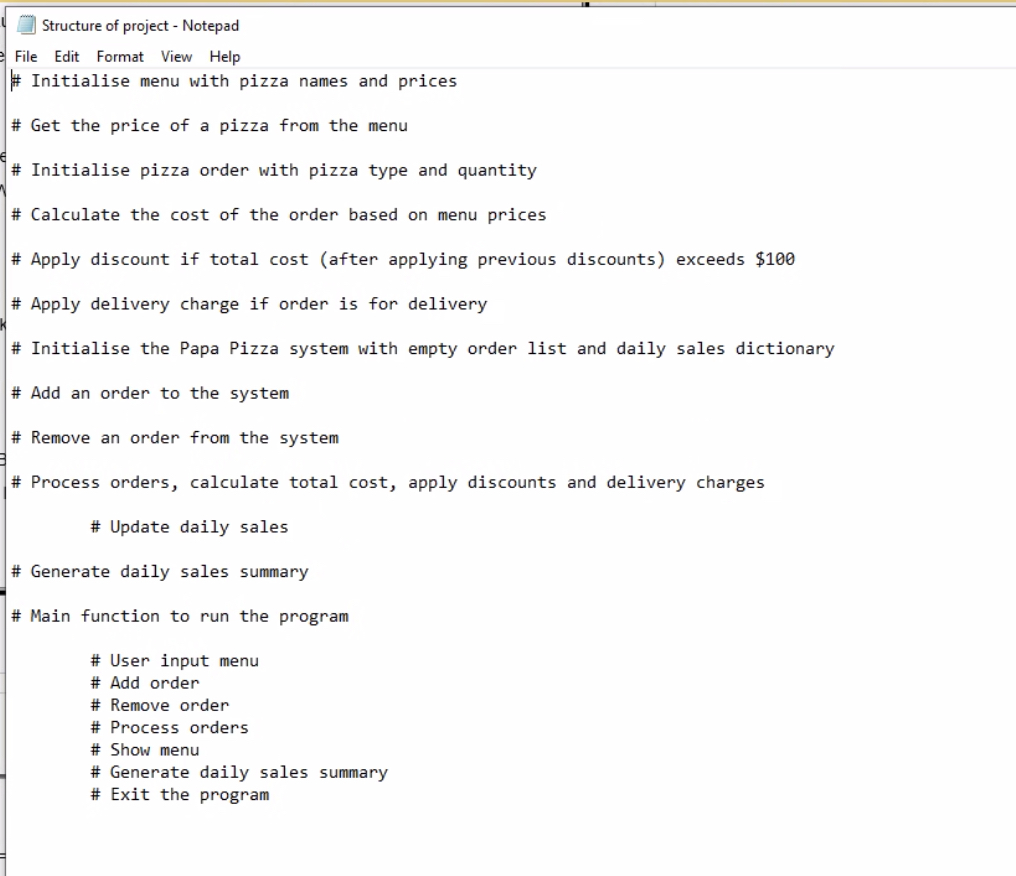 Structure of project - Notepad
File Edit Format View Help
# Initialise menu with pizza names and prices
# Get the price of a pizza from the menu
# Initialise pizza order with pizza type and quantity
# Calculate the cost of the order based on menu prices
# Apply discount if total cost (after applying previous discounts) exceeds $100
# Apply delivery charge if order is for delivery
# Initialise the Papa Pizza system with empty order list and daily sales dictionary
# Add an order to the system
# Remove an order from the system
# Process orders, calculate total cost, apply discounts and delivery charges
# Update daily sales
# Generate daily sales summary
# Main function to run the program
# User input menu
# Add order
# Remove order
# Process orders
# Show menu
# Generate daily sales summary
# Exit the program